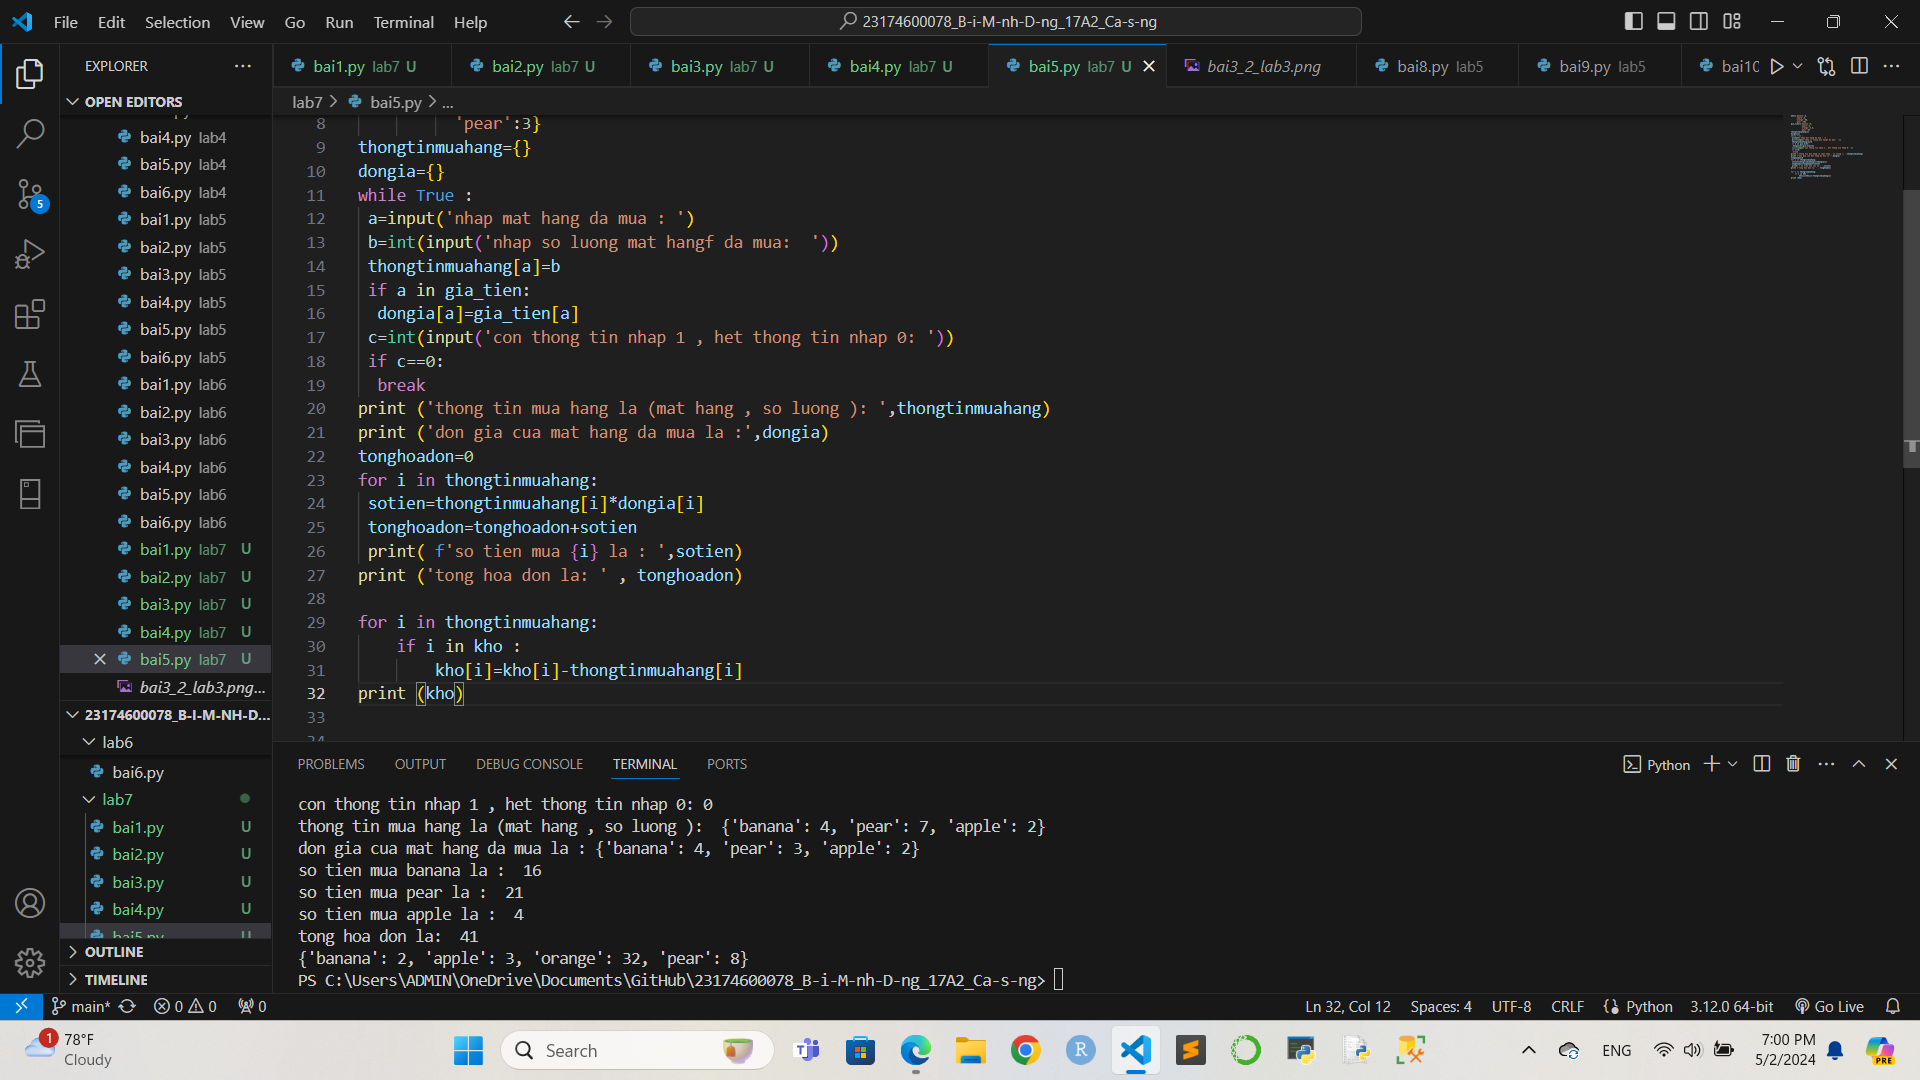 File Edit Selection View Go Run Terminal Help
23174600078_B-i-M-nh-D-ng_17A2_Ca-s-ng
EXPLORER
bai1.py lab7 U
bai2.py lab7 U
bai3.py lab7 U
bai4.py lab7 U
bai5.py lab7 U
bai3_2_lab3.png
bai8.py lab5
bai9.py lab5
bai10
lab7 > bai5.py > ...
OPEN EDITORS
bai4.py lab4
bai5.py lab4
bai6.py lab4
bai1.py lab5
bai2.py lab5
bai3.py lab5
bai4.py lab5
bai5.py lab5
bai6.py lab5
bai1.py lab6
bai2.py lab6
bai3.py lab6
bai4.py lab6
bai5.py lab6
bai6.py lab6
bai1.py lab7 U
bai2.py lab7 U
bai3.py lab7 U
bai4.py lab7 U
bai5.py lab7 U
bai3_2_lab3.png...
23174600078_B-I-M-NH-D...
lab6
bai6.py
lab7
bai1.py U
bai2.py U
bai3.py U
bai4.py U
bai5.py U
OUTLINE
TIMELINE
8 'pear':3}
9 thongtinmuahang={}
10 dongia={}
11 while True :
12 a=input('nhap mat hang da mua : ')
13 b=int(input('nhap so luong mat hangf da mua:  '))
14 thongtinmuahang[a]=b
15 if a in gia_tien:
16 dongia[a]=gia_tien[a]
17 c=int(input('con thong tin nhap 1 , het thong tin nhap 0: '))
18 if c==0:
19 break
20 print ('thong tin mua hang la (mat hang , so luong ): ',thongtinmuahang)
21 print ('don gia cua mat hang da mua la :',dongia)
22 tonghoadon=0
23 for i in thongtinmuahang:
24 sotien=thongtinmuahang[i]*dongia[i]
25 tonghoadon=tonghoadon+sotien
26 print( f'so tien mua {i} la : ',sotien)
27 print ('tong hoa don la: ' , tonghoadon)
28
29 for i in thongtinmuahang:
30 if i in kho :
31 kho[i]=kho[i]-thongtinmuahang[i]
32 print (kho)
33
34
PROBLEMS OUTPUT DEBUG CONSOLE TERMINAL PORTS
Python
con thong tin nhap 1 , het thong tin nhap 0: 0
thong tin mua hang la (mat hang , so luong ):  {'banana': 4, 'pear': 7, 'apple': 2}
don gia cua mat hang da mua la : {'banana': 4, 'pear': 3, 'apple': 2}
so tien mua banana la :  16
so tien mua pear la :  21
so tien mua apple la :  4
tong hoa don la:  41
{'banana': 2, 'apple': 3, 'orange': 32, 'pear': 8}
PS C:\Users\ADMIN\OneDrive\Documents\GitHub\23174600078_B-i-M-nh-D-ng_17A2_Ca-s-ng>
5
main* 0 0 0
Ln 32, Col 12 Spaces: 4 UTF-8 CRLF Python 3.12.0 64-bit Go Live
1
78°F
Cloudy
Search
R
PRE
ENG
7:00 PM
5/2/2024